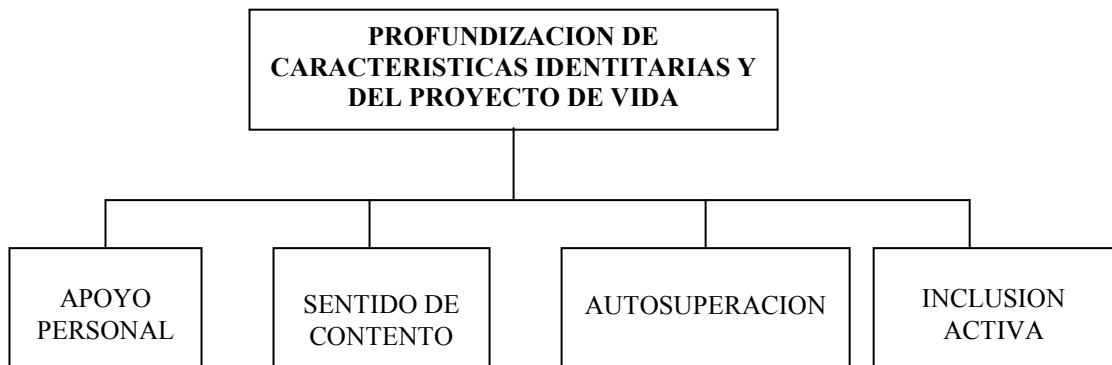 PROFUNDIZACION DE
CARACTERISTICAS IDENTITARIAS Y
DEL PROYECTO DE VIDA
APOYO
PERSONAL
SENTIDO DE
CONTENTO
AUTOSUPERACION
INCLUSION
ACTIVA